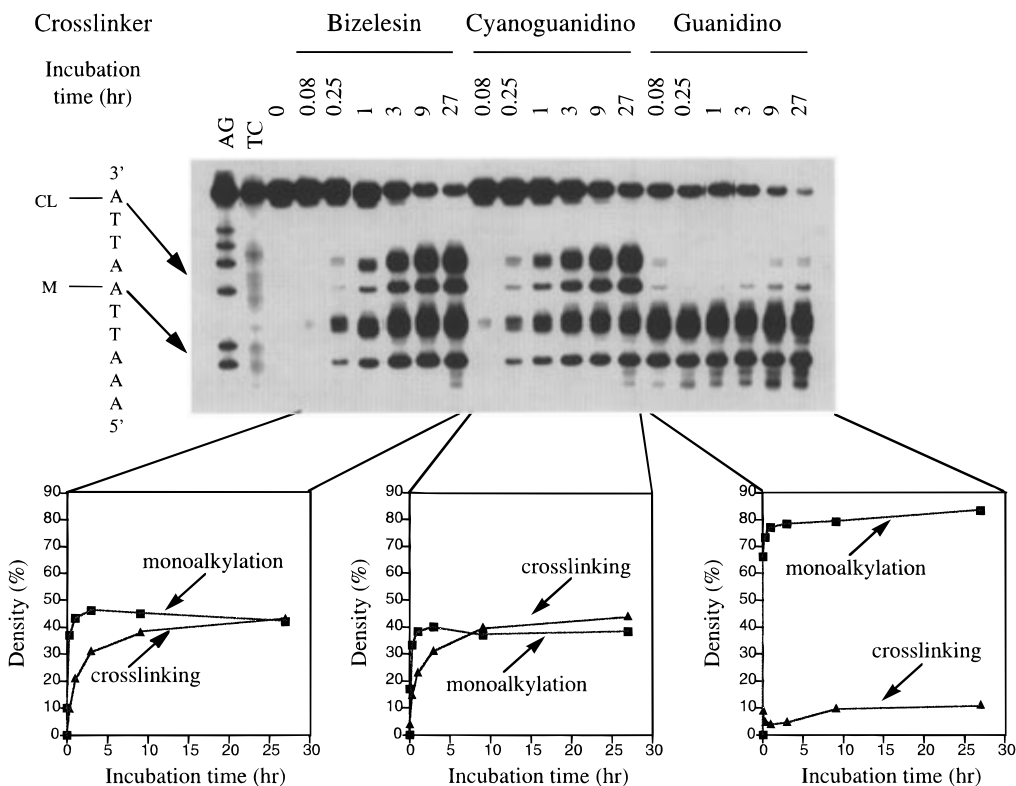 Crosslinker Bizelesin Cyanoguanidino Guanidino
Incubation
time (hr)
AG TC 0 0.08 0.25 1 3 9 27 0.08 0.25 1 3 9 27 0.08 0.25 1 3 9 27
3'
CL A
T
T
A
M A
T
T
A
A
A
5'
90
80
70
60
50
40
30
20
10
0
Density (%)
monoalkylation
crosslinking
0 5 10 15 20 25 30
Incubation time (hr)
90
80
70
60
50
40
30
20
10
0
Density (%)
crosslinking
monoalkylation
0 5 10 15 20 25 30
Incubation time (hr)
90
80
70
60
50
40
30
20
10
0
Density (%)
monoalkylation
crosslinking
0 5 10 15 20 25 30
Incubation time (hr)